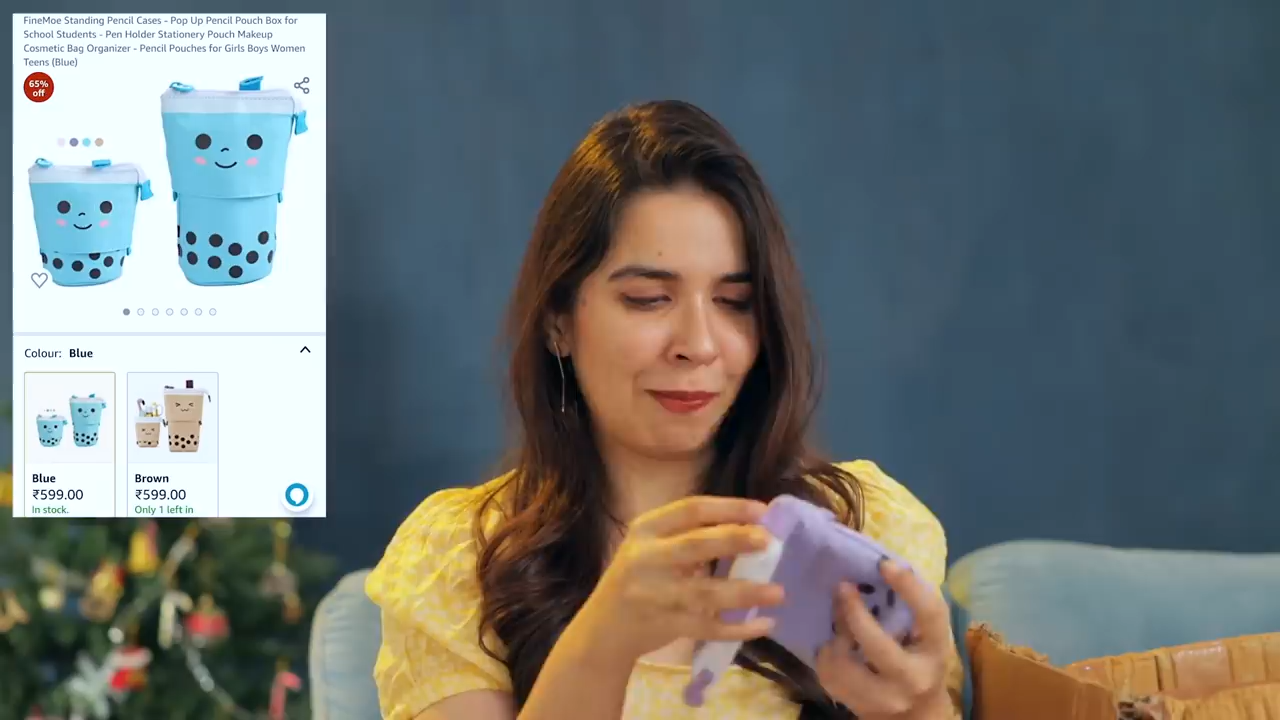 FineMoe Standing Pencil Cases - Pop Up Pencil Pouch Box for
School Students - Pen Holder Stationery Pouch Makeup
Cosmetic Bag Organizer - Pencil Pouches for Girls Boys Women
Teens (Blue)
65%
off
Colour: Blue
Blue
₹599.00
In stock.
Brown
₹599.00
Only 1 left in